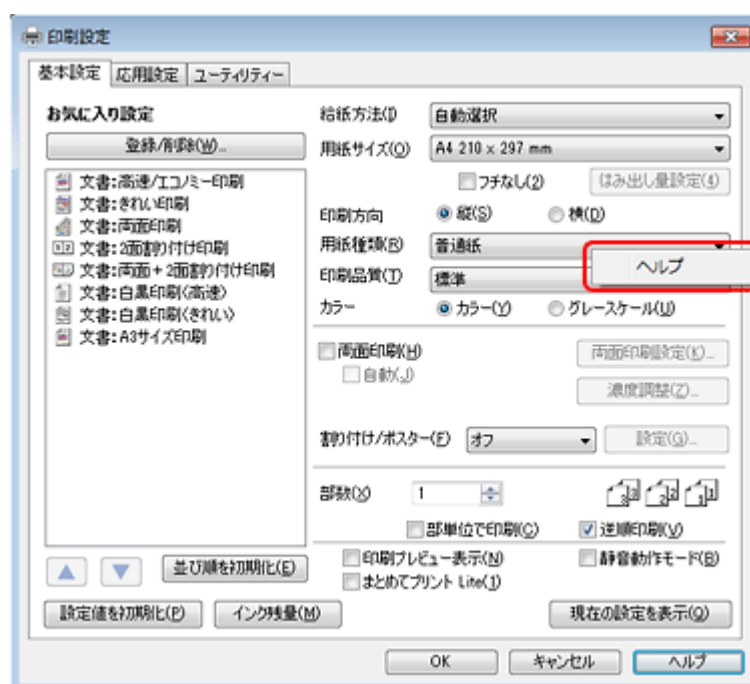 印刷設定
基本設定 応用設定 ユーティリティー
お気に入り設定
登録/削除(W)...
文書:高速/エコノミー印刷
文書:きれい印刷
文書:両面印刷
文書:2面割り付け印刷
文書:両面+2面割り付け印刷
文書:白黒印刷(高速)
文書:白黒印刷(きれい)
文書:A3サイズ印刷
並び順を初期化(E)
設定値を初期化(P) インク残量(M)
給紙方法(I) 自動選択
用紙サイズ(O) A4 210 x 297 mm
フチなし(2) はみ出し量設定(4)
印刷方向 縦(S) 横(D)
用紙種類(R) 普通紙
ヘルプ
印刷品質(T) 標準
カラー カラー(Y) グレースケール(U)
両面印刷(H) 両面印刷設定(K)...
自動(J)
濃度調整(Z)...
割り付け/ポスター(F) オフ 設定(G)...
部数(X) 1
3 3 2 2 1 1
部単位で印刷(C) 逆順印刷(V)
印刷プレビュー表示(N) 静音動作モード(B)
まとめてプリント Lite(1)
現在の設定を表示(Q)
OK キャンセル ヘルプ